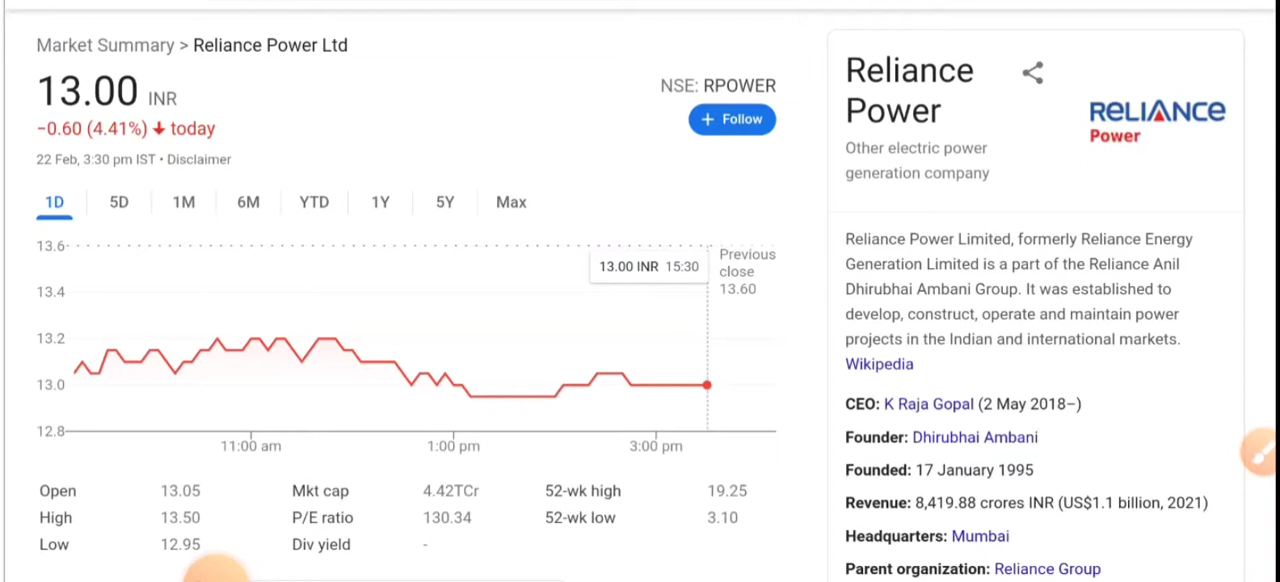 Market Summary > Reliance Power Ltd
13.00 INR
−0.60 (4.41%) ↓ today
22 Feb, 3:30 pm IST • Disclaimer
NSE: RPOWER
+ Follow
1D 5D 1M 6M YTD 1Y 5Y Max
13.6
13.4
13.2
13.0
12.8
13.00 INR 15:30
Previous
close
13.60
11:00 am 1:00 pm 3:00 pm
Open 13.05 Mkt cap 4.42TCr 52-wk high 19.25
High 13.50 P/E ratio 130.34 52-wk low 3.10
Low 12.95 Div yield -
Reliance
Power
Other electric power
generation company
RELIANCE
Power
Reliance Power Limited, formerly Reliance Energy
Generation Limited is a part of the Reliance Anil
Dhirubhai Ambani Group. It was established to
develop, construct, operate and maintain power
projects in the Indian and international markets.
Wikipedia
CEO: K Raja Gopal (2 May 2018–)
Founder: Dhirubhai Ambani
Founded: 17 January 1995
Revenue: 8,419.88 crores INR (US$1.1 billion, 2021)
Headquarters: Mumbai
Parent organization: Reliance Group